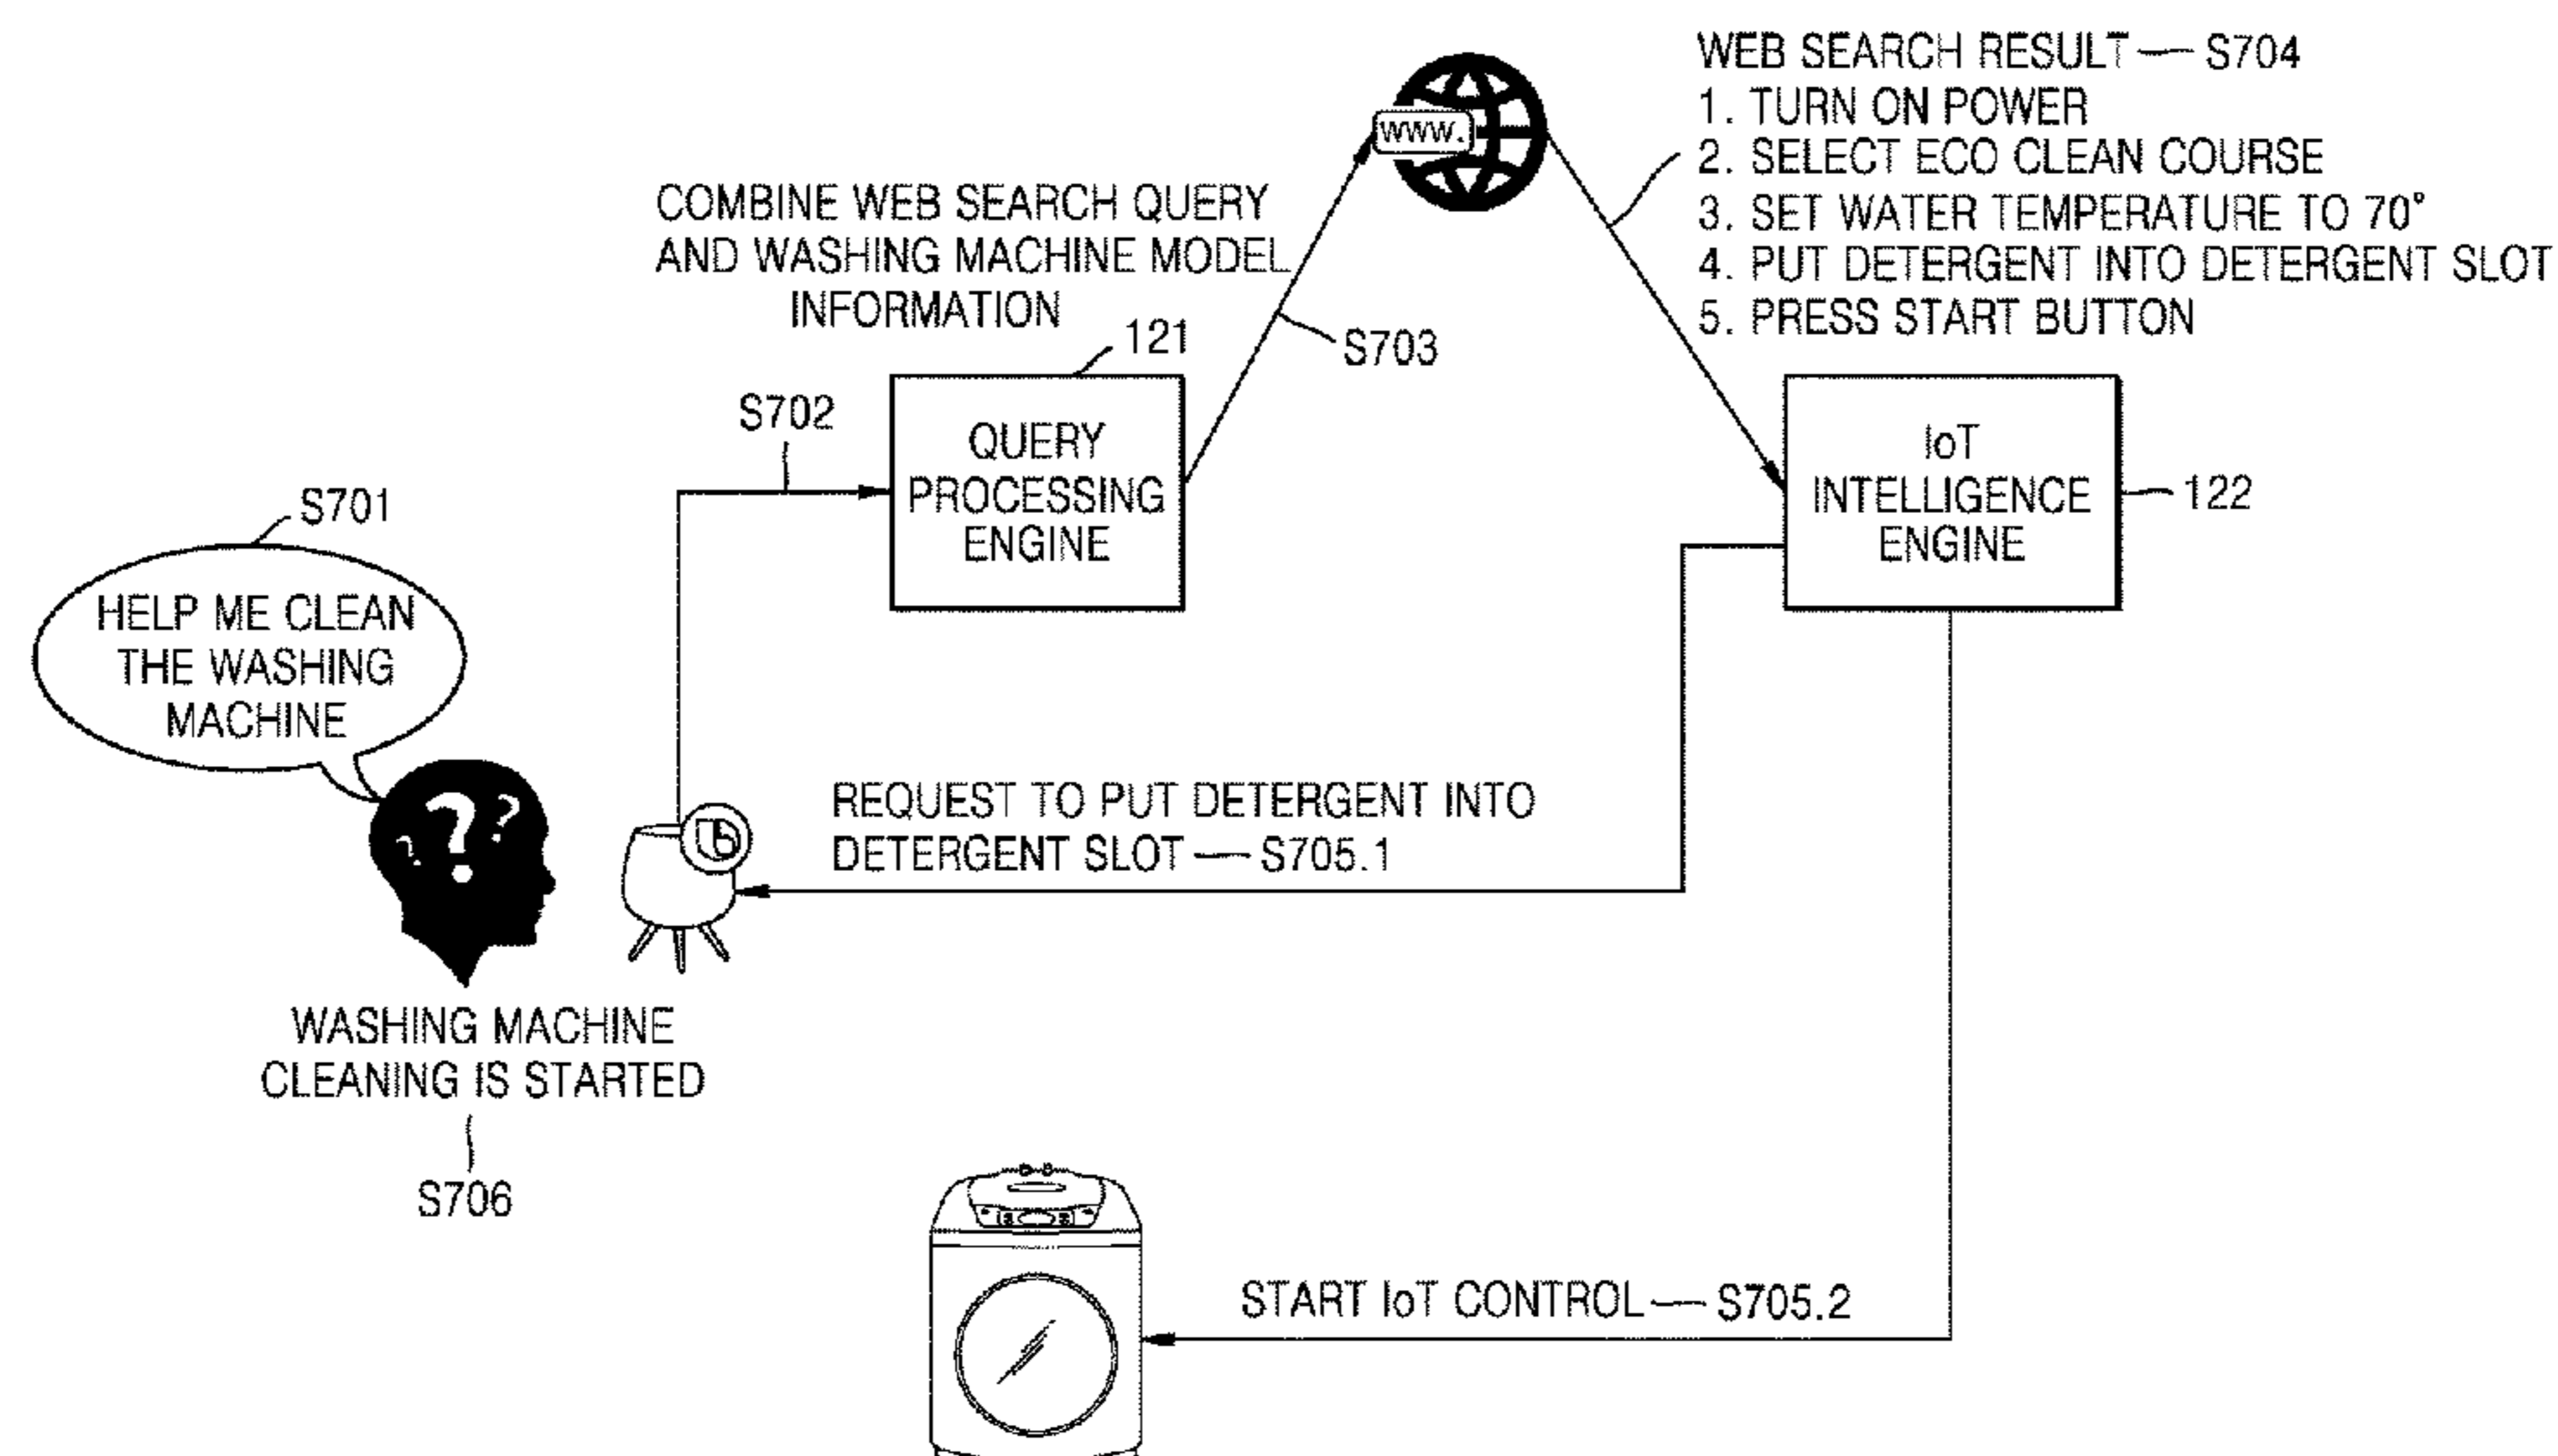 WEB SEARCH RESULT — S704
1. TURN ON POWER
2. SELECT ECO CLEAN COURSE
3. SET WATER TEMPERATURE TO 70°
4. PUT DETERGENT INTO DETERGENT SLOT
5. PRESS START BUTTON
www.
COMBINE WEB SEARCH QUERY
AND WASHING MACHINE MODEL
INFORMATION
121
S703
S702
QUERY
PROCESSING
ENGINE
IoT
INTELLIGENCE
ENGINE
122
S701
HELP ME CLEAN
THE WASHING
MACHINE
? ? ?
REQUEST TO PUT DETERGENT INTO
DETERGENT SLOT — S705.1
WASHING MACHINE
CLEANING IS STARTED
S706
START IoT CONTROL — S705.2